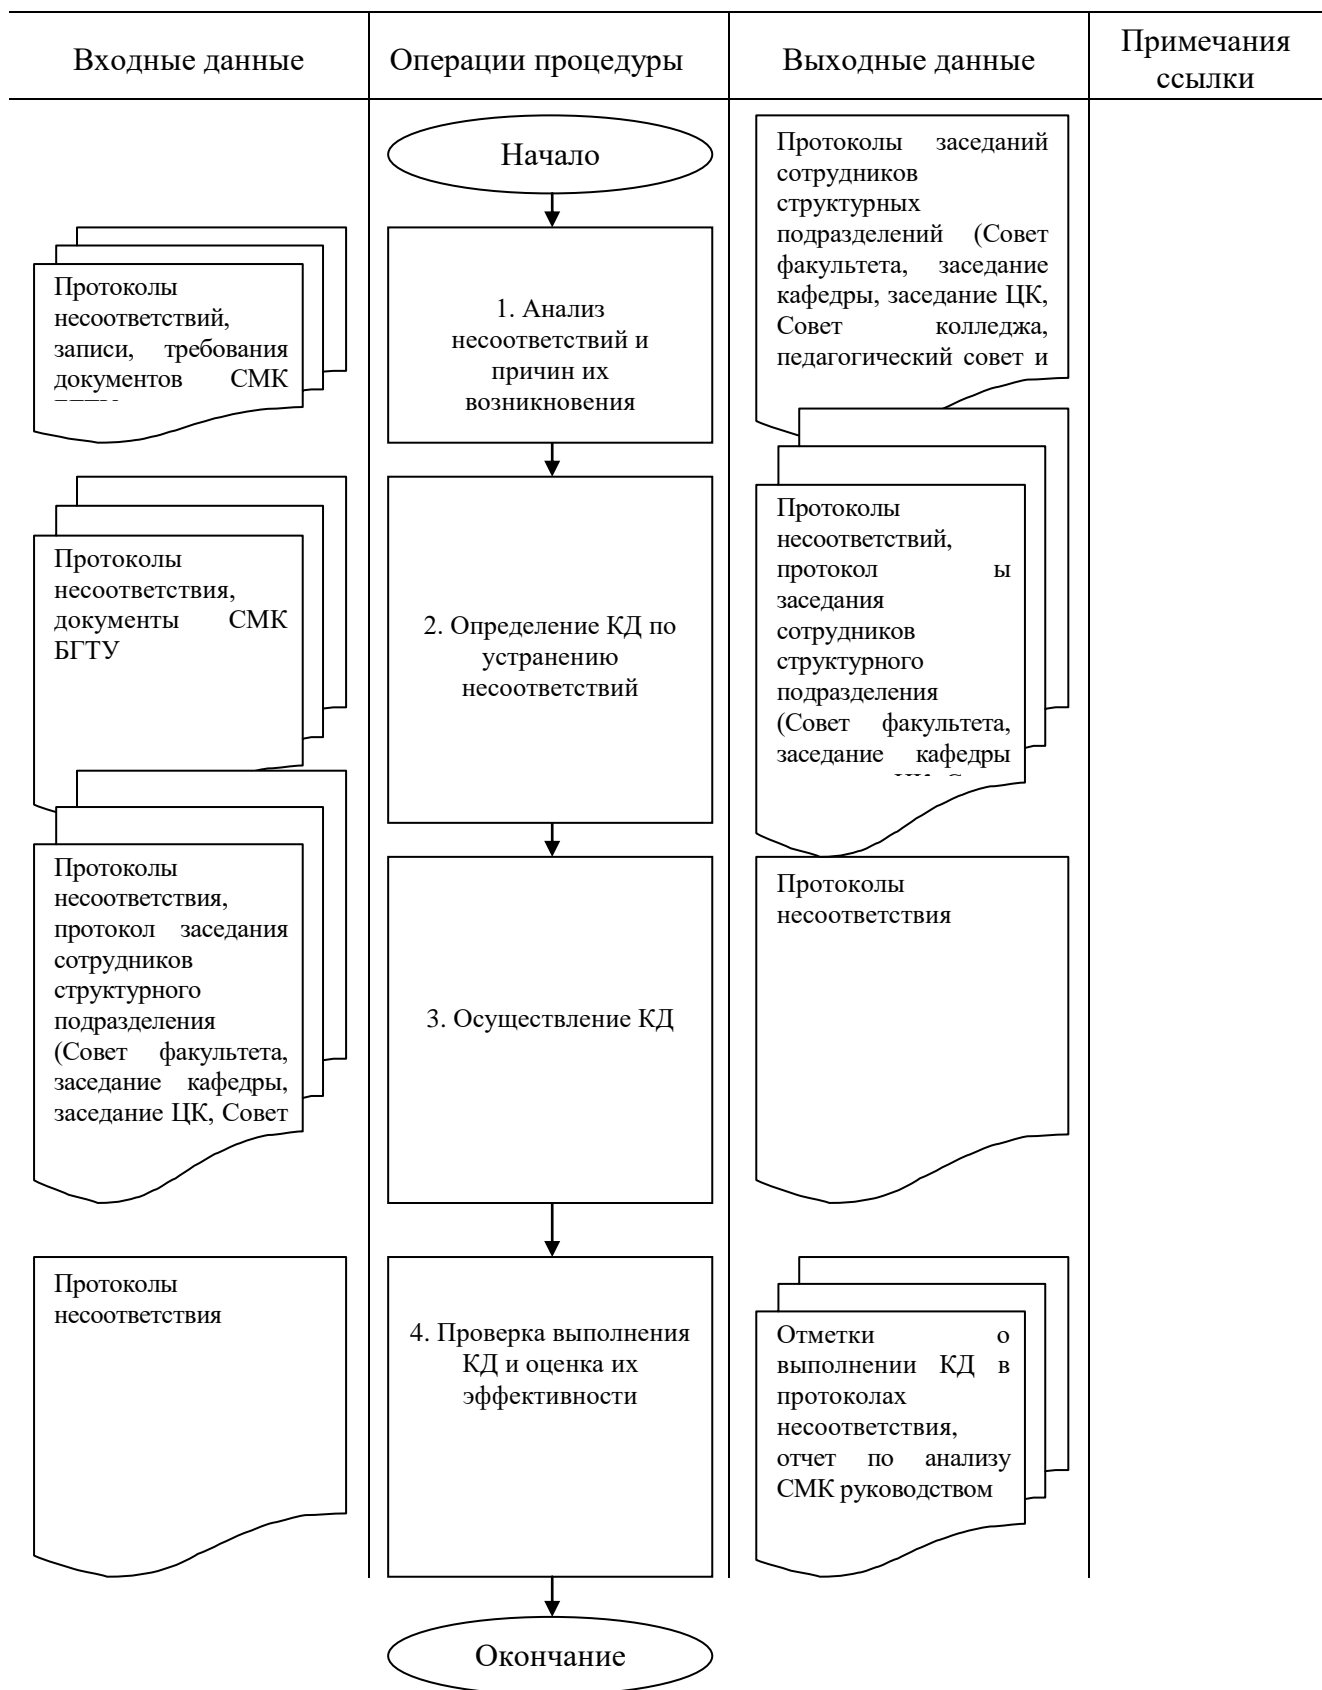 Входные данные
Операции процедуры
Выходные данные
Примечания
ссылки
Начало
Протоколы заседаний
сотрудников
структурных
подразделений (Совет
факультета, заседание
кафедры, заседание ЦК,
Совет колледжа,
педагогический совет и
Протоколы
несоответствий,
записи, требования
документов СМК
1. Анализ
несоответствий и
причин их
возникновения
Протоколы
несоответствия,
документы СМК
БГТУ
2. Определение КД по
устранению
несоответствий
Протоколы
несоответствий,
протокол ы
заседания
сотрудников
структурного
подразделения
(Совет факультета,
заседание кафедры
Протоколы
несоответствия,
протокол заседания
сотрудников
структурного
подразделения
(Совет факультета,
заседание кафедры,
заседание ЦК, Совет
3. Осуществление КД
Протоколы
несоответствия
Протоколы
несоответствия
4. Проверка выполнения
КД и оценка их
эффективности
Отметки о
выполнении КД в
протоколах
несоответствия,
отчет по анализу
СМК руководством
Окончание